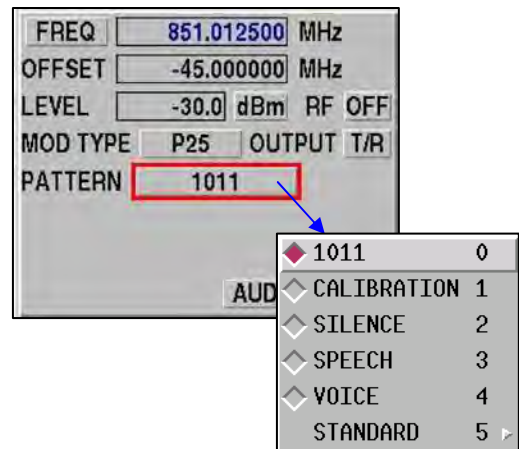 FREQ 851.012500 MHz
OFFSET -45.000000 MHz
LEVEL -30.0 dBm RF OFF
MOD TYPE P25 OUTPUT T/R
PATTERN 1011
AUD
1011 0
CALIBRATION 1
SILENCE 2
SPEECH 3
VOICE 4
STANDARD 5